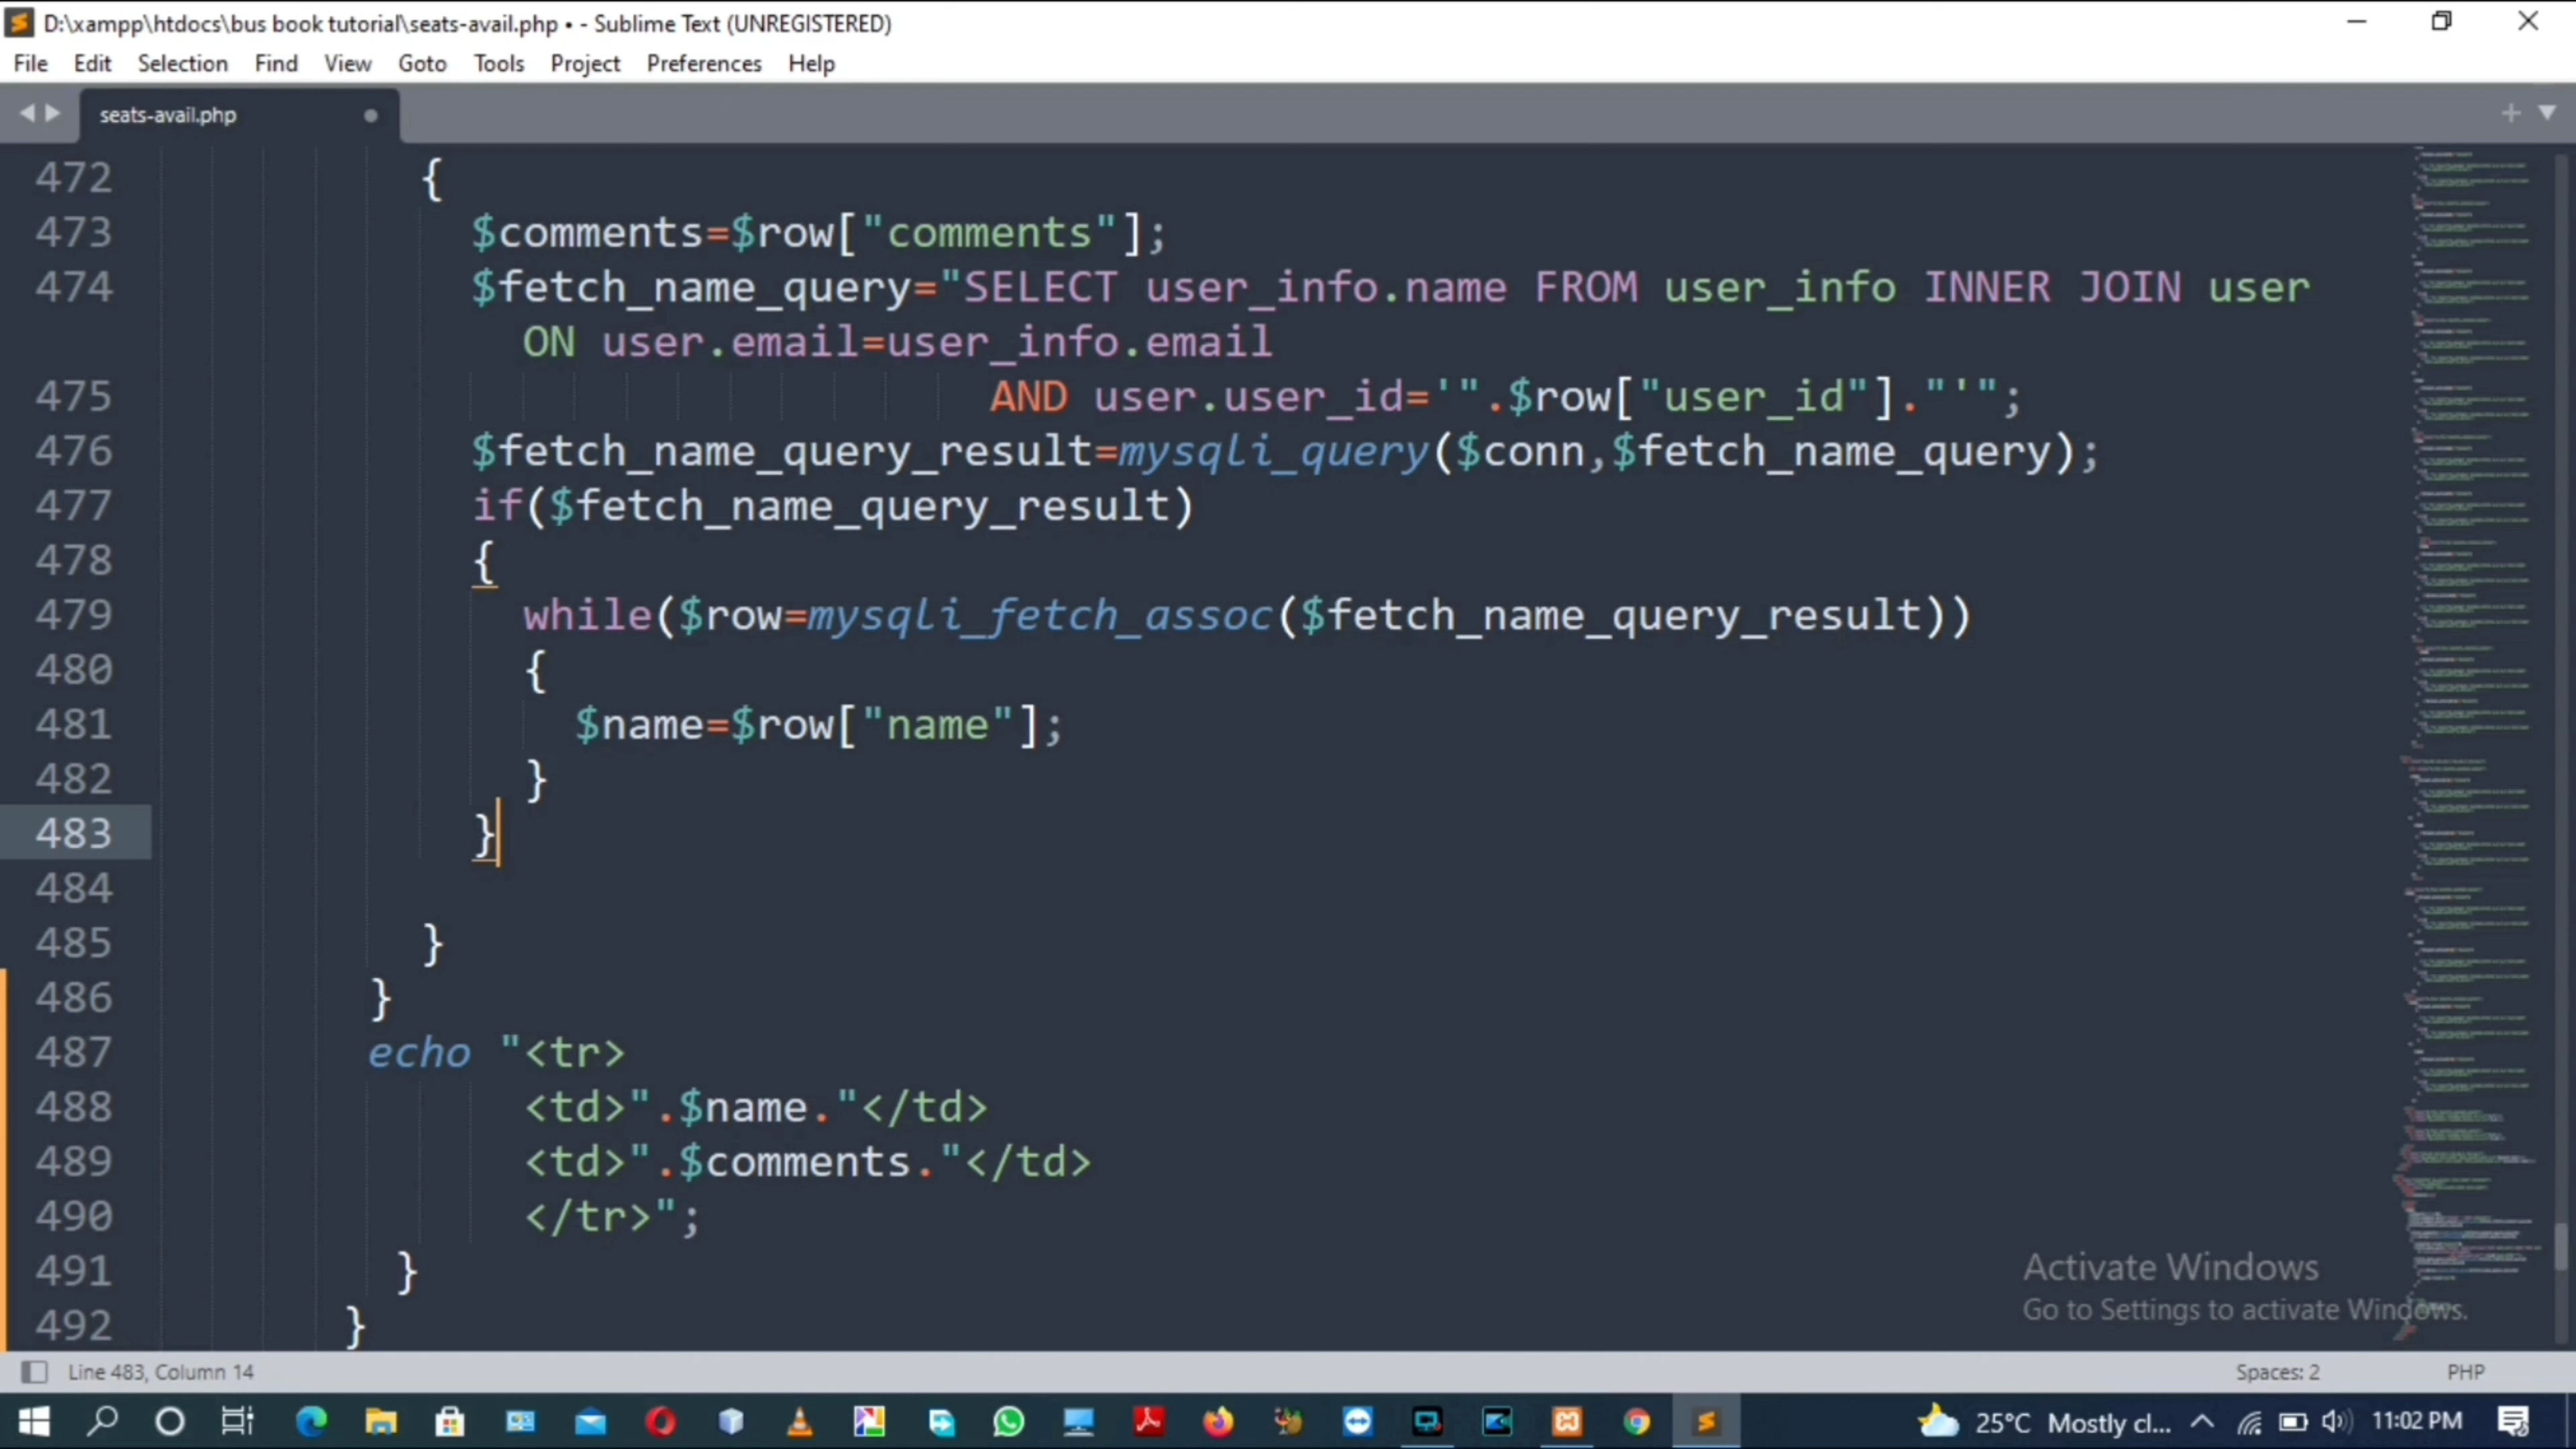 D:\xampp\htdocs\bus book tutorial\seats-avail.php • - Sublime Text (UNREGISTERED)
File Edit Selection Find View Goto Tools Project Preferences Help
seats-avail.php
472 {
473 $comments=$row["comments"];
474 $fetch_name_query="SELECT user_info.name FROM user_info INNER JOIN user
ON user.email=user_info.email
475 AND user.user_id='".$row["user_id"]."'";
476 $fetch_name_query_result=mysqli_query($conn,$fetch_name_query);
477 if($fetch_name_query_result)
478 {
479 while($row=mysqli_fetch_assoc($fetch_name_query_result))
480 {
481 $name=$row["name"];
482 }
483 }
484
485 }
486 }
487 echo "<tr>
488 <td>".$name."</td>
489 <td>".$comments."</td>
490 </tr>";
491 }
492 }
Activate Windows
Go to Settings to activate Windows.
Line 483, Column 14 Spaces: 2 PHP
25°C Mostly cl... 11:02 PM